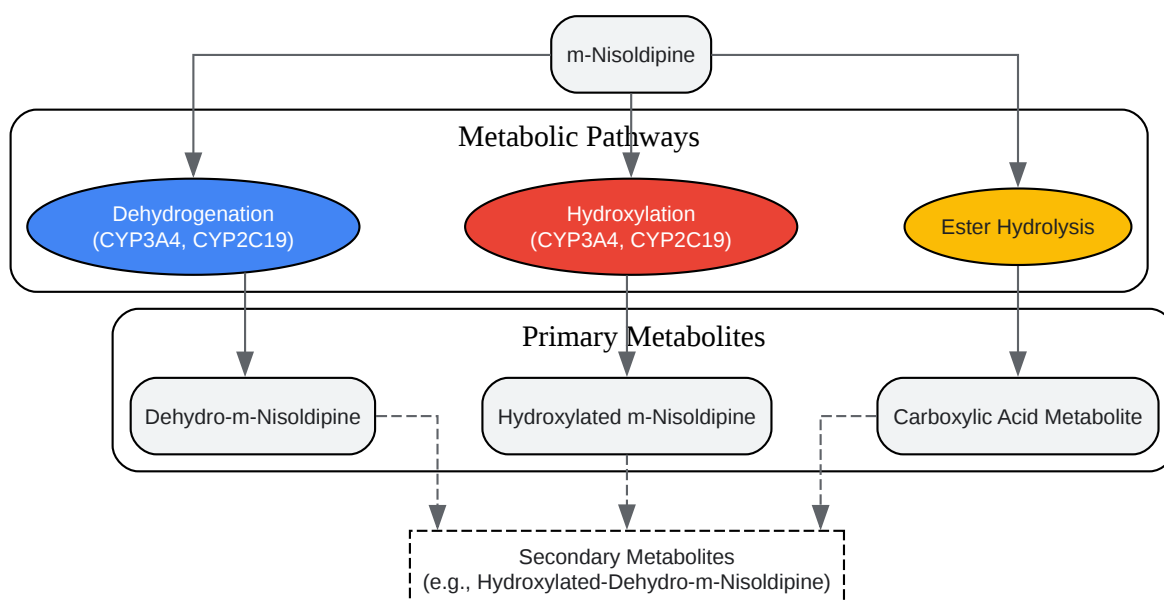 m-Nisoldipine
Metabolic Pathways
Dehydrogenation
(CYP3A4, CYP2C19)
Hydroxylation
(CYP3A4, CYP2C19)
Ester Hydrolysis
Primary Metabolites
Dehydro-m-Nisoldipine
Hydroxylated m-Nisoldipine
Carboxylic Acid Metabolite
Secondary Metabolites
(e.g., Hydroxylated-Dehydro-m-Nisoldipine)